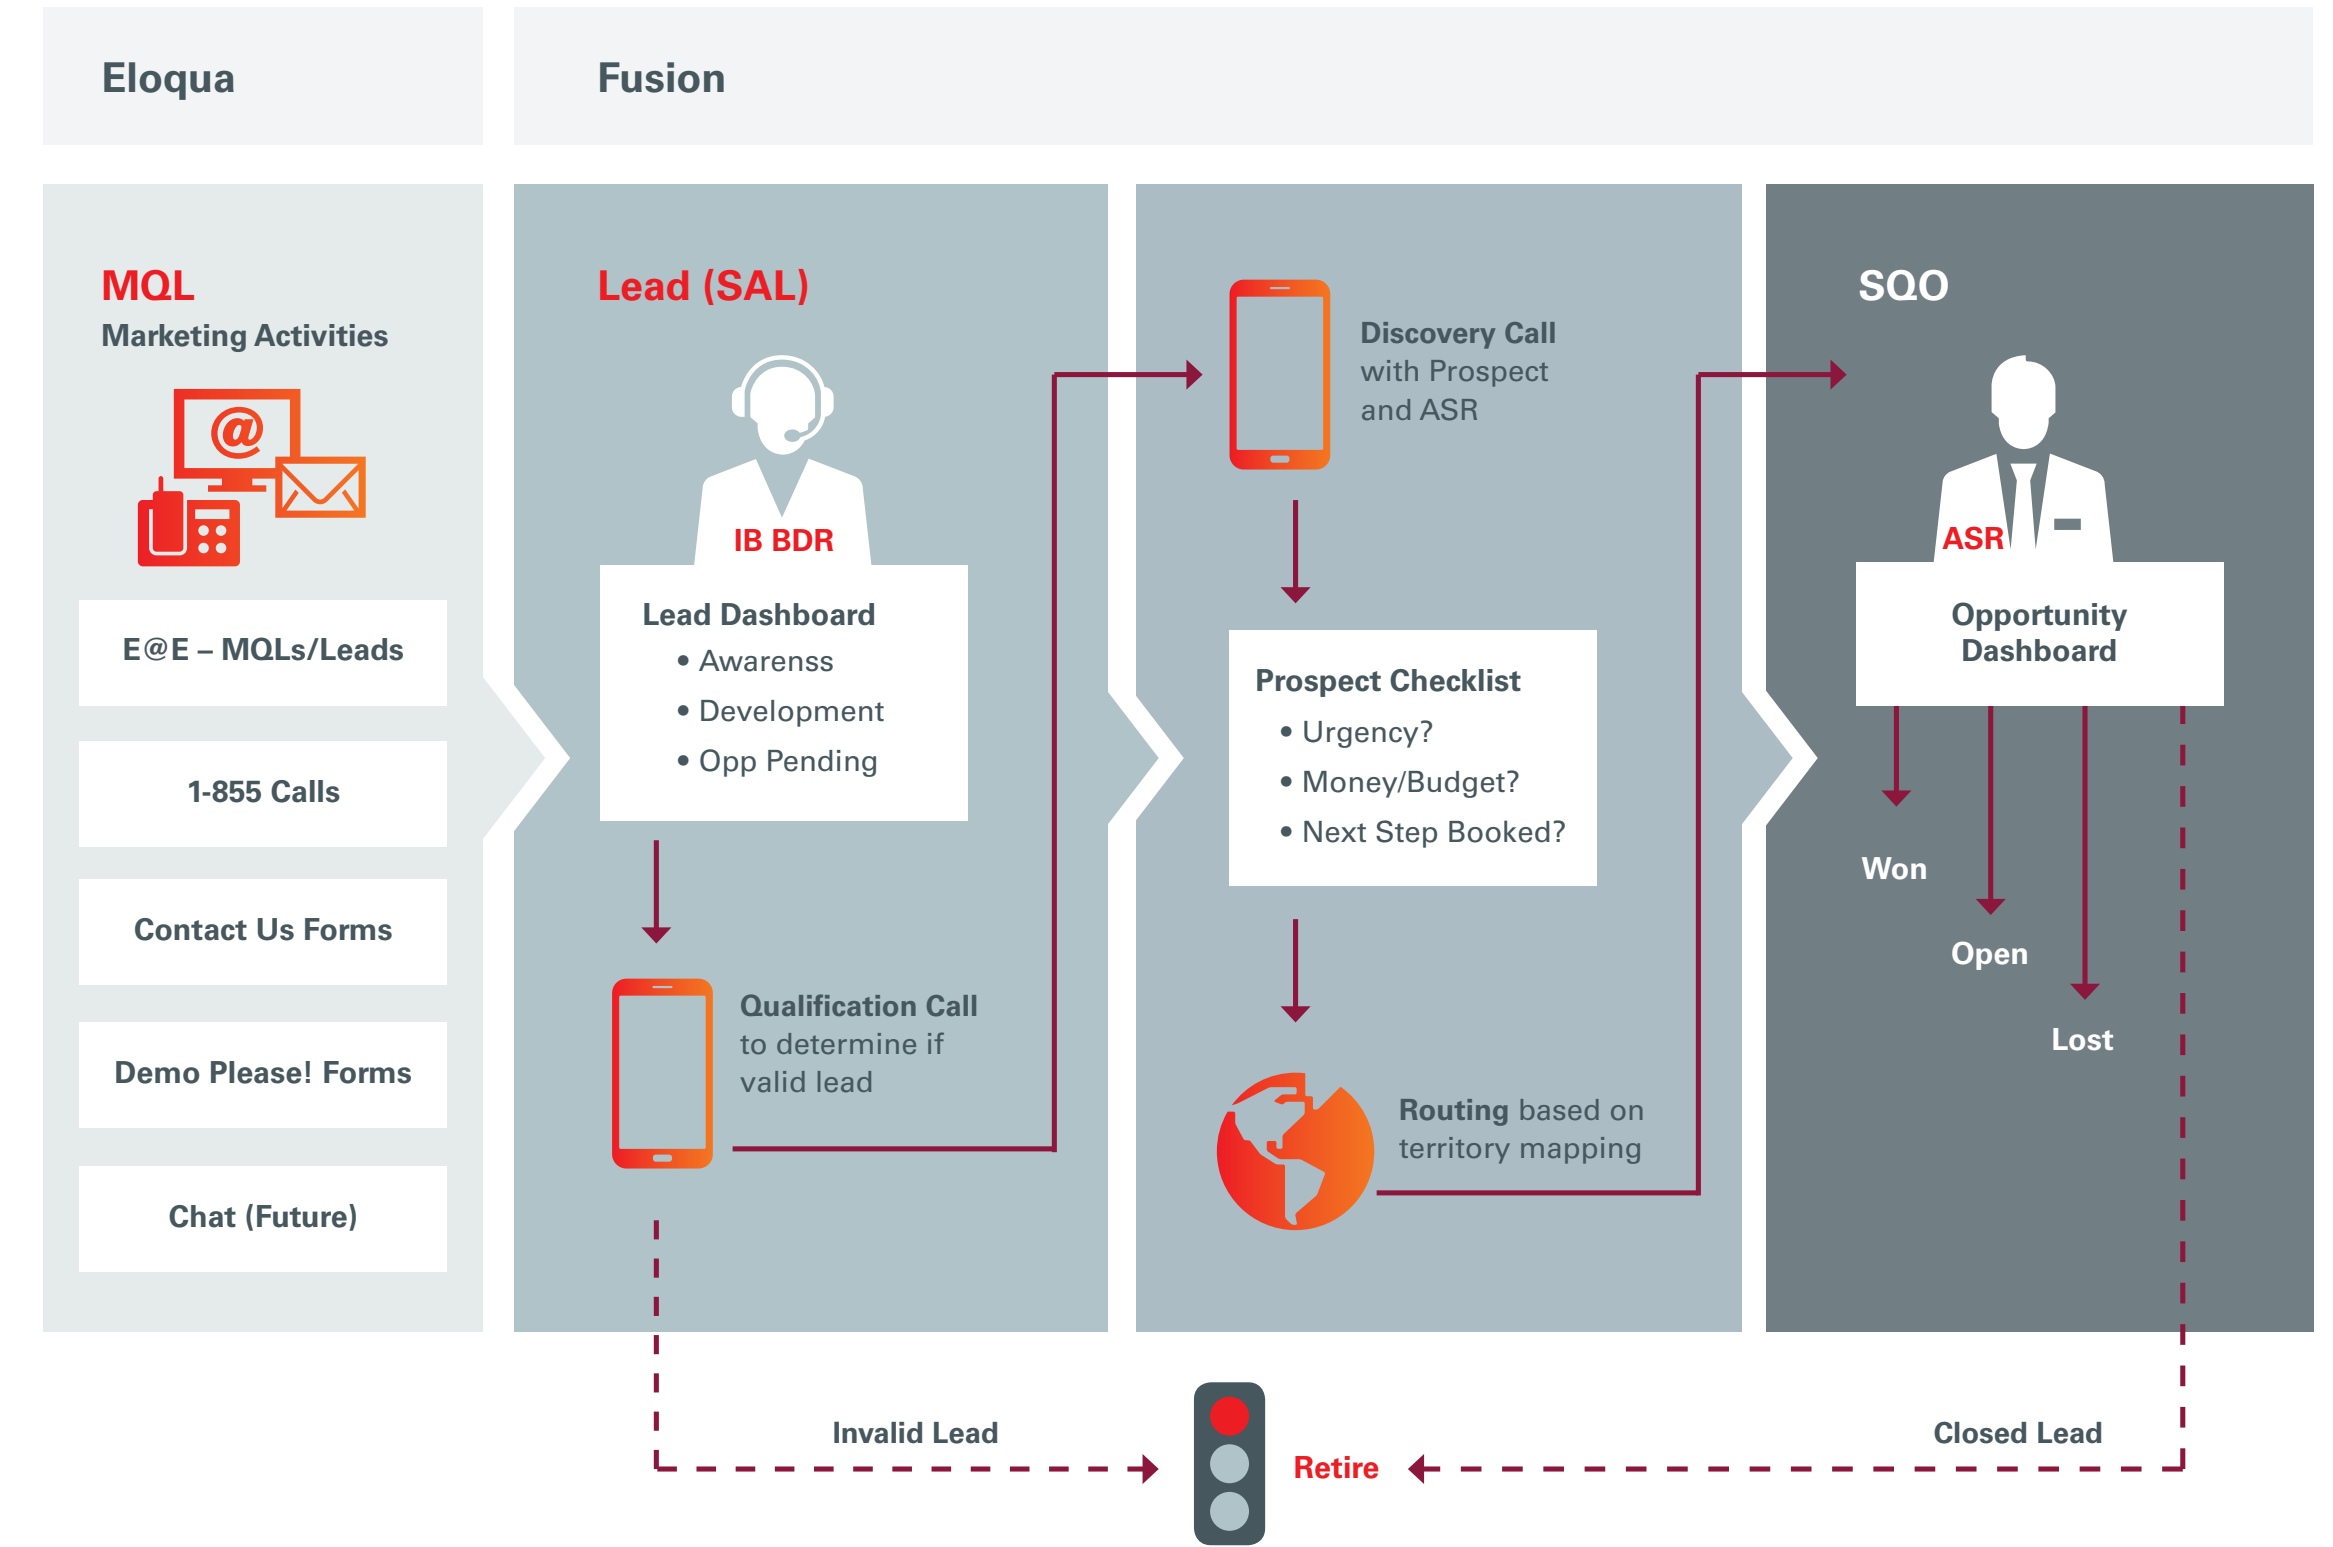 Eloqua
Fusion
MQL
Marketing Activities
@
E@E – MQLs/Leads
1-855 Calls
Contact Us Forms
Demo Please! Forms
Chat (Future)
Lead (SAL)
IB BDR
Lead Dashboard
• Awarenss
• Development
• Opp Pending
Qualification Call
to determine if
valid lead
Discovery Call
with Prospect
and ASR
Prospect Checklist
• Urgency?
• Money/Budget?
• Next Step Booked?
Routing based on
territory mapping
SQO
ASR
Opportunity
Dashboard
Won
Open
Lost
Invalid Lead
Retire
Closed Lead